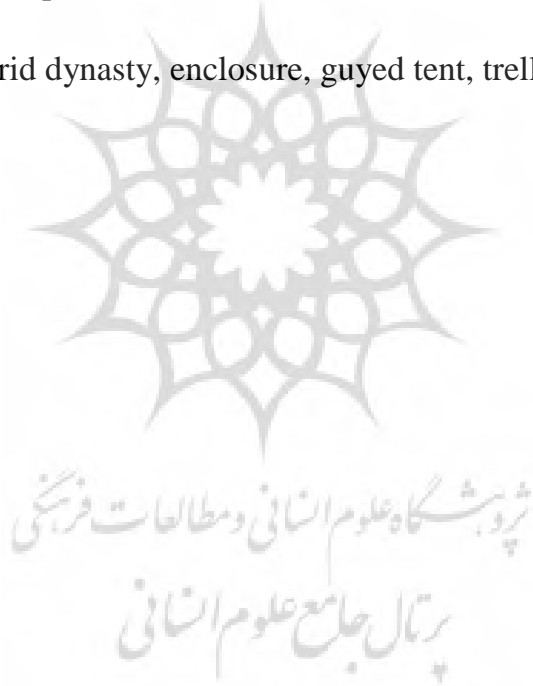 rid dynasty, enclosure, guyed tent, trell
پژوهشگاه علوم انسانی و مطالعات فرهنگی
پرتال جامع علوم انسانی